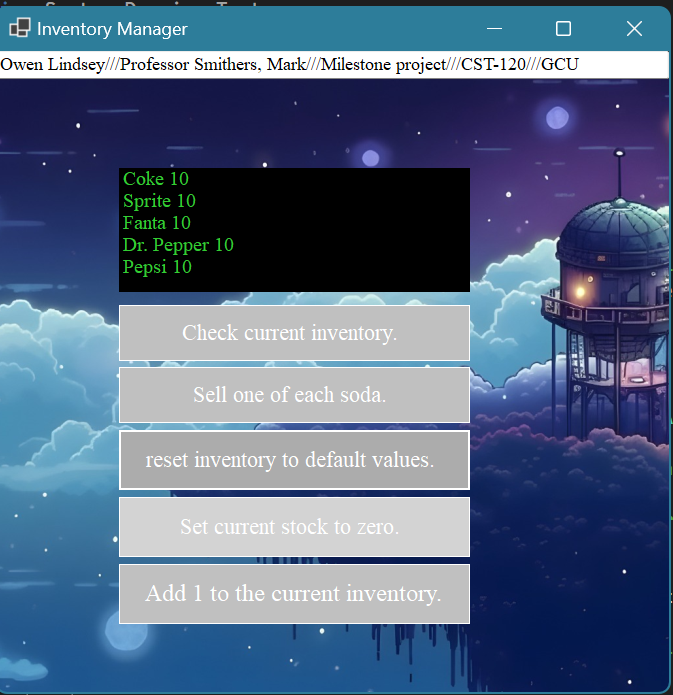 Inventory Manager
Owen Lindsey///Professor Smithers, Mark///Milestone project///CST-120///GCU
Coke 10
Sprite 10
Fanta 10
Dr. Pepper 10
Pepsi 10
Check current inventory.
Sell one of each soda.
reset inventory to default values.
Set current stock to zero.
Add 1 to the current inventory.